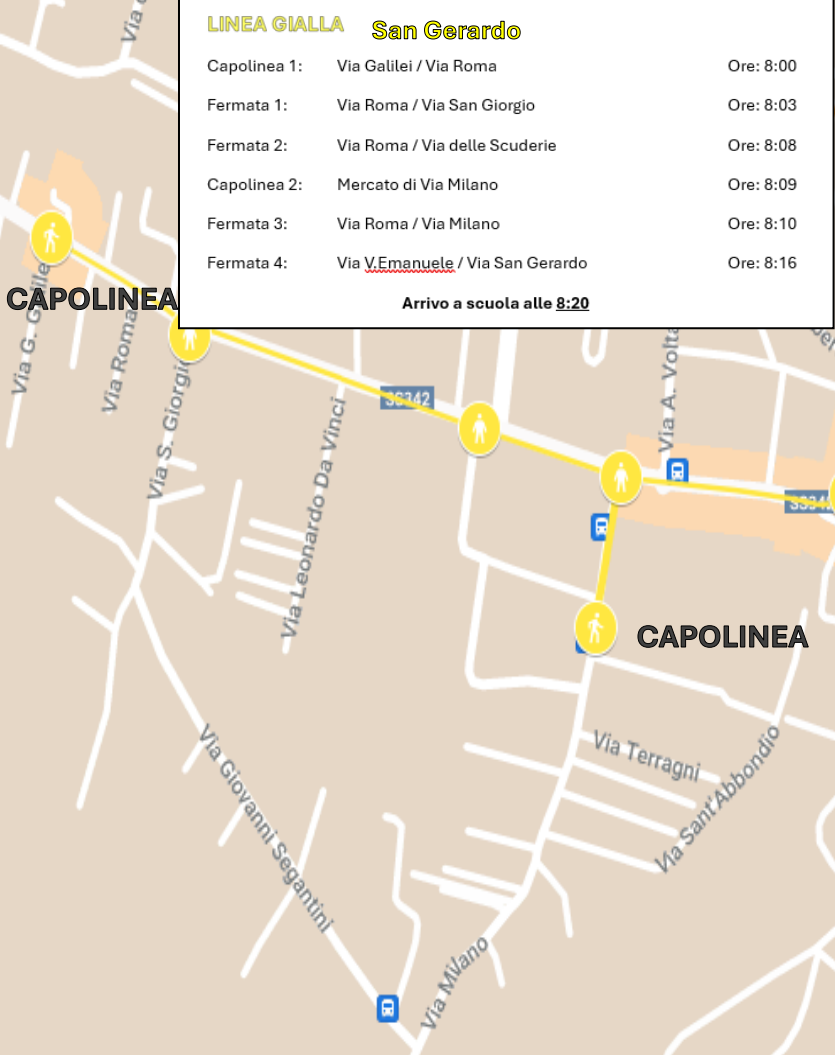 LINEA GIALLA San Gerardo
Capolinea 1: Via Galilei / Via Roma Ore: 8:00
Fermata 1: Via Roma / Via San Giorgio Ore: 8:03
Fermata 2: Via Roma / Via delle Scuderie Ore: 8:08
Capolinea 2: Mercato di Via Milano Ore: 8:09
Fermata 3: Via Roma / Via Milano Ore: 8:10
Fermata 4: Via V.Emanuele / Via San Gerardo Ore: 8:16
Arrivo a scuola alle 8:20
Via
CAPOLINEA
Via G.
Via Roma
Via S. Giorgio
Via Leonardo Da Vinci
SS342
Via A. Volta
CAPOLINEA
Via Terragni
Via Sant'Abbondio
Via Giovanni Segantini
Via Milano